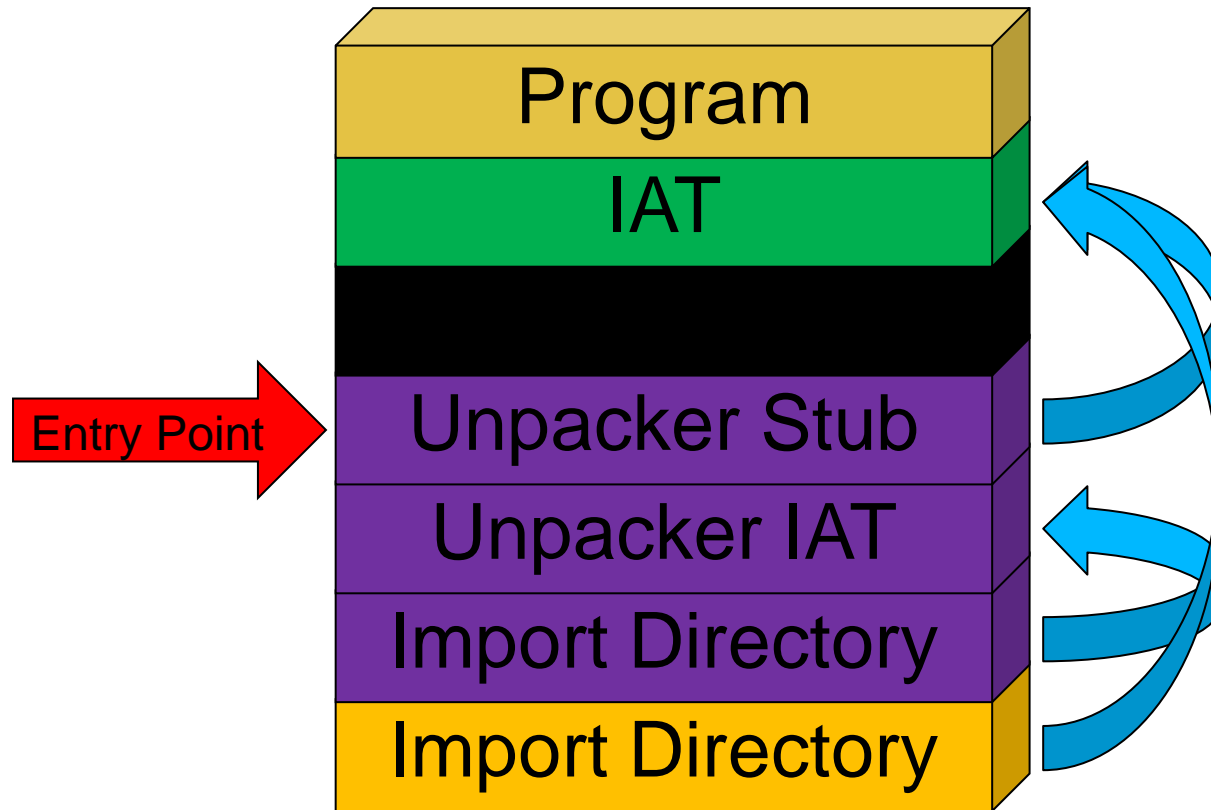 Program
IAT
Entry Point
Unpacker Stub
Unpacker IAT
Import Directory
Import Directory